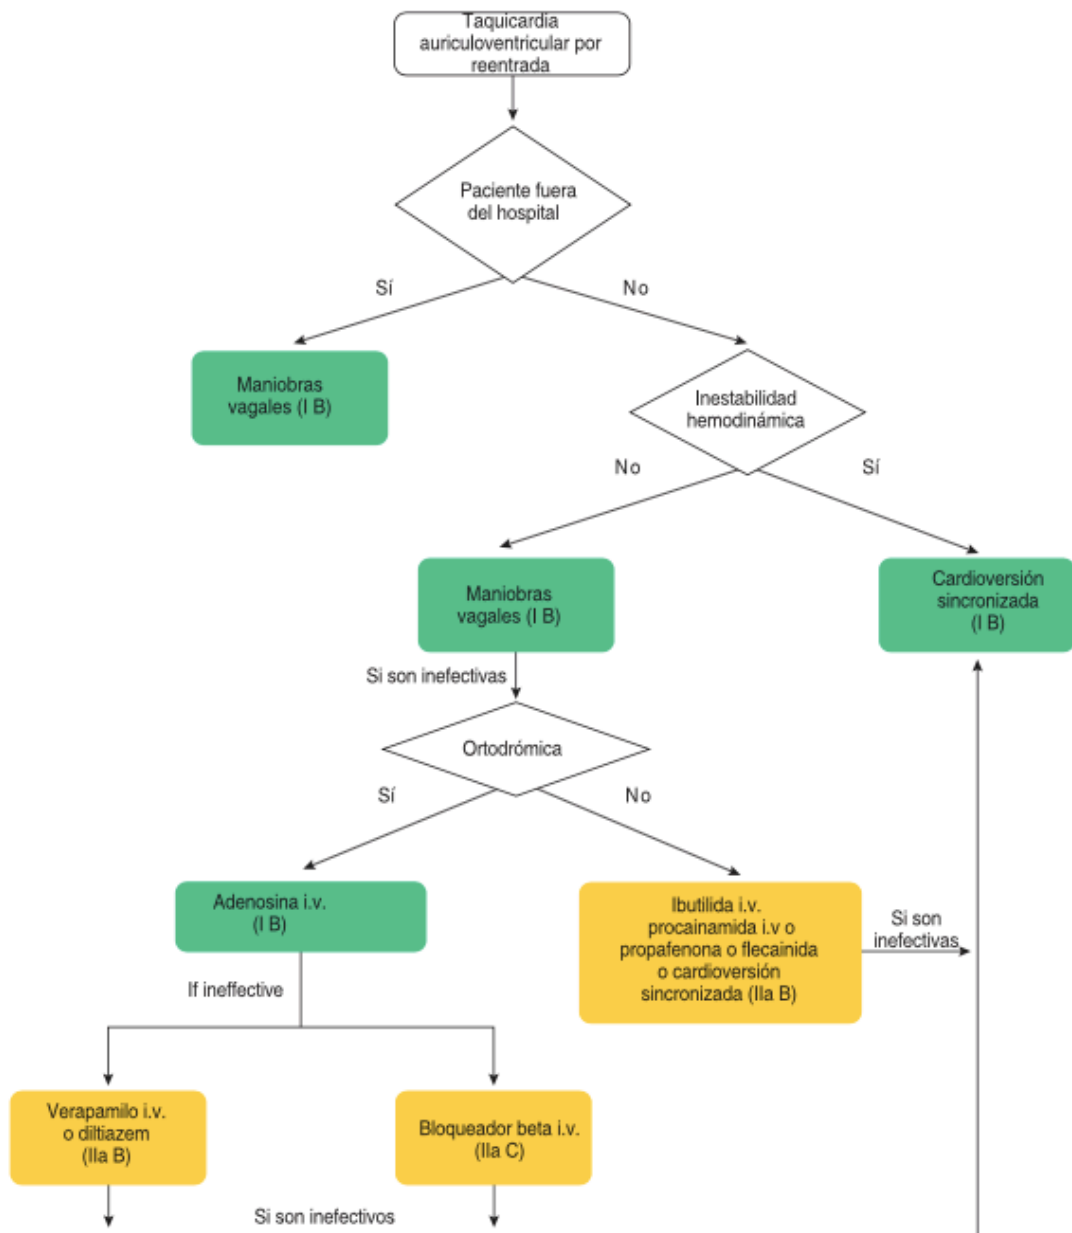 Taquicardia
auriculoventricular por
reentrada
Paciente fuera
del hospital
Sí
No
Maniobras
vagales (I B)
Inestabilidad
hemodinámica
No
Sí
Maniobras
vagales (I B)
Cardioversión
sincronizada
(I B)
Si son inefectivas
Ortodrómica
Sí
No
Adenosina i.v.
(I B)
Ibutilida i.v.
procainamida i.v o
propafenona o flecainida
o cardioversión
sincronizada (IIa B)
Si son
inefectivas
If ineffective
Verapamilo i.v.
o diltiazem
(IIa B)
Bloqueador beta i.v.
(IIa C)
Si son inefectivos